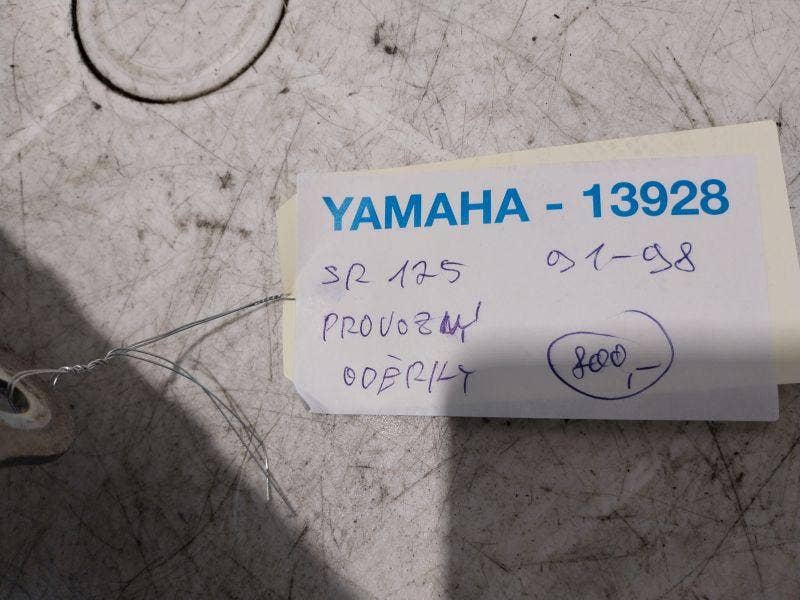 YAMAHA - 13928
SR 125 91-98
PROVOZNÍ
ODĚRKY 800,-